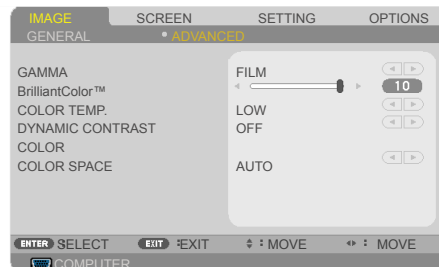 IMAGE SCREEN SETTING OPTIONS
GENERAL • ADVANCED
GAMMA FILM
BrilliantColor™ 10
COLOR TEMP. LOW
DYNAMIC CONTRAST OFF
COLOR
COLOR SPACE AUTO
ENTER SELECT EXIT :EXIT :MOVE : MOVE
COMPUTER